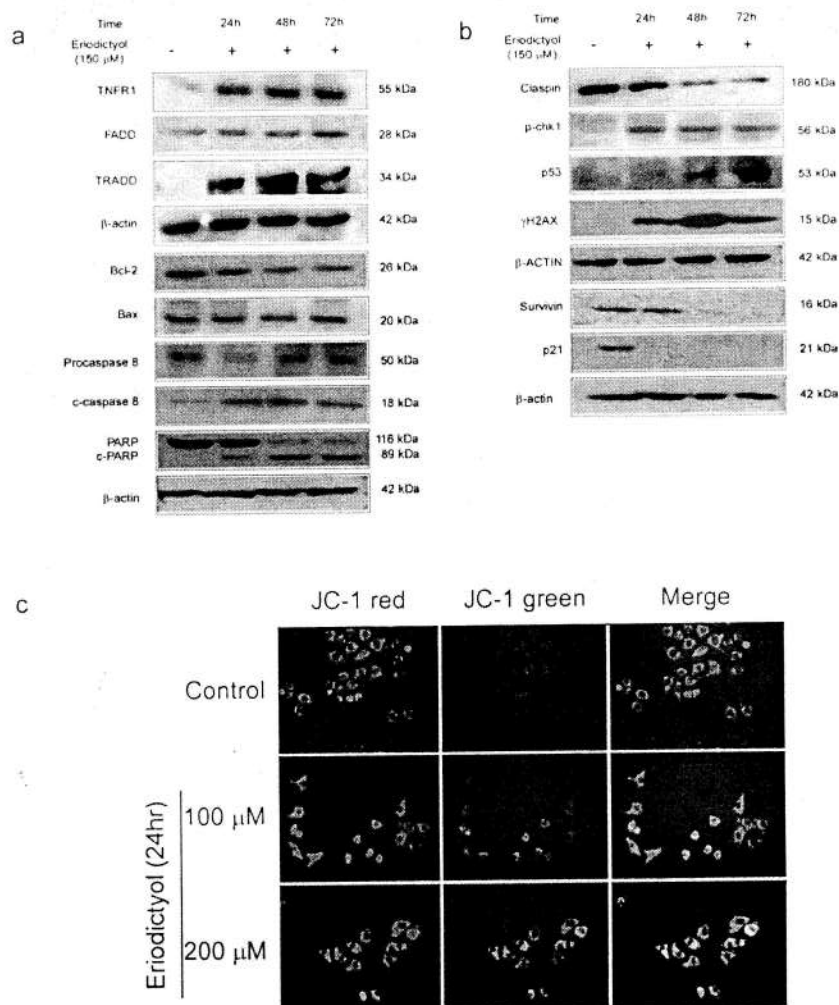 a
Time 24h 48h 72h
Eriodictyol (150 μM) - + + +
TNFR1 55 kDa
FADD 28 kDa
TRADD 34 kDa
β-actin 42 kDa
Bcl-2 26 kDa
Bax 20 kDa
Procaspase 8 50 kDa
c-caspase 8 18 kDa
PARP 116 kDa
c-PARP 89 kDa
β-actin 42 kDa
b
Time 24h 48h 72h
Eriodictyol (150 μM) - + + +
Claspin 180 kDa
p-chk1 56 kDa
p53 53 kDa
γH2AX 15 kDa
β-ACTIN 42 kDa
Survivin 16 kDa
p21 21 kDa
β-actin 42 kDa
c
JC-1 red JC-1 green Merge
Control
Eriodictyol (24hr)
100 μM
200 μM